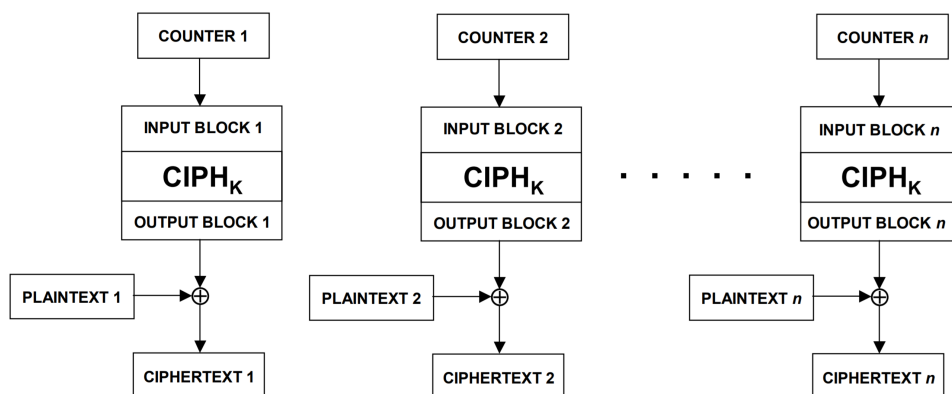 COUNTER 1
COUNTER 2
COUNTER n
INPUT BLOCK 1
INPUT BLOCK 2
INPUT BLOCK n
CIPHK
CIPHK
CIPHK
OUTPUT BLOCK 1
OUTPUT BLOCK 2
OUTPUT BLOCK n
PLAINTEXT 1
PLAINTEXT 2
PLAINTEXT n
CIPHERTEXT 1
CIPHERTEXT 2
CIPHERTEXT n